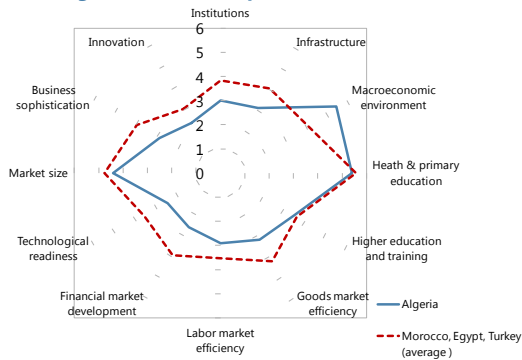 Institutions
Infrastructure
Macroeconomic
environment
Heath & primary
education
Higher education
and training
Goods market
efficiency
Labor market
efficiency
Financial market
development
Technological
readiness
Market size
Business
sophistication
Innovation
6
5
4
3
2
1
0
Algeria
Morocco, Egypt, Turkey
(average )